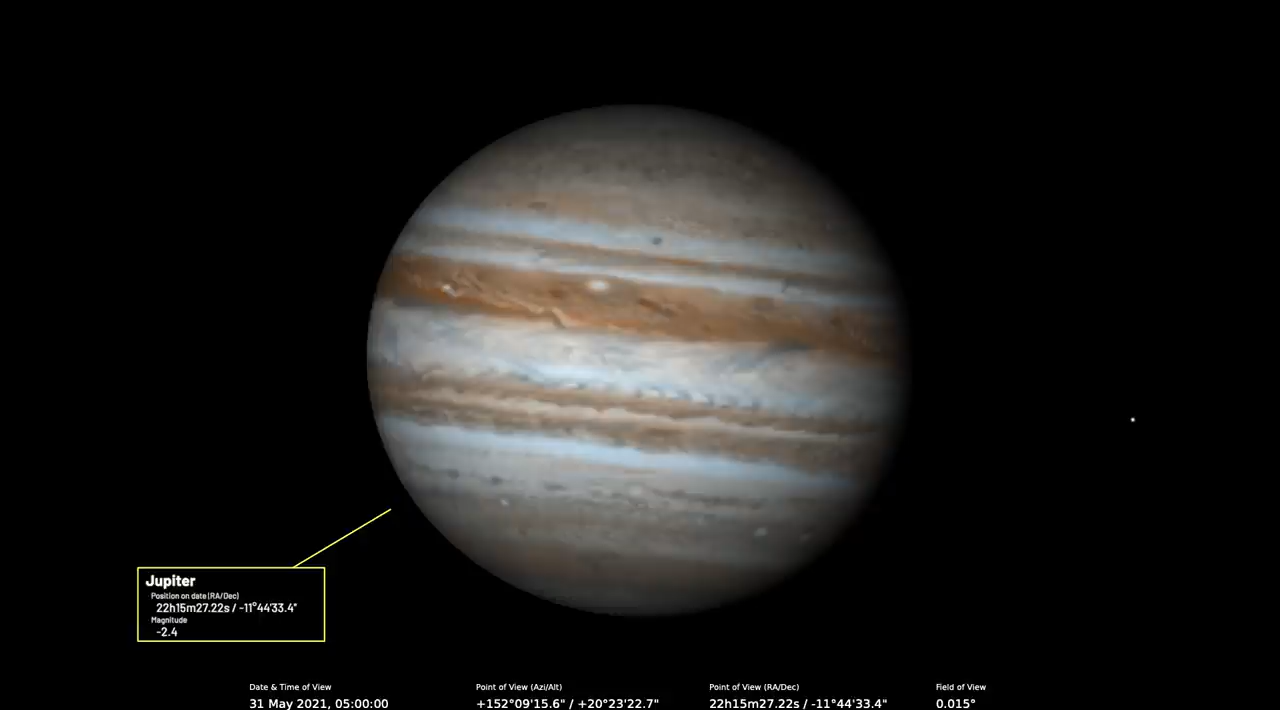 Jupiter
Position on date (RA/Dec)
22h15m27.22s / -11°44'33.4"
Magnitude
-2.4
Date & Time of View
31 May 2021, 05:00:00
Point of View (Azi/Alt)
+152°09'15.6" / +20°23'22.7"
Point of View (RA/Dec)
22h15m27.22s / -11°44'33.4"
Field of View
0.015°